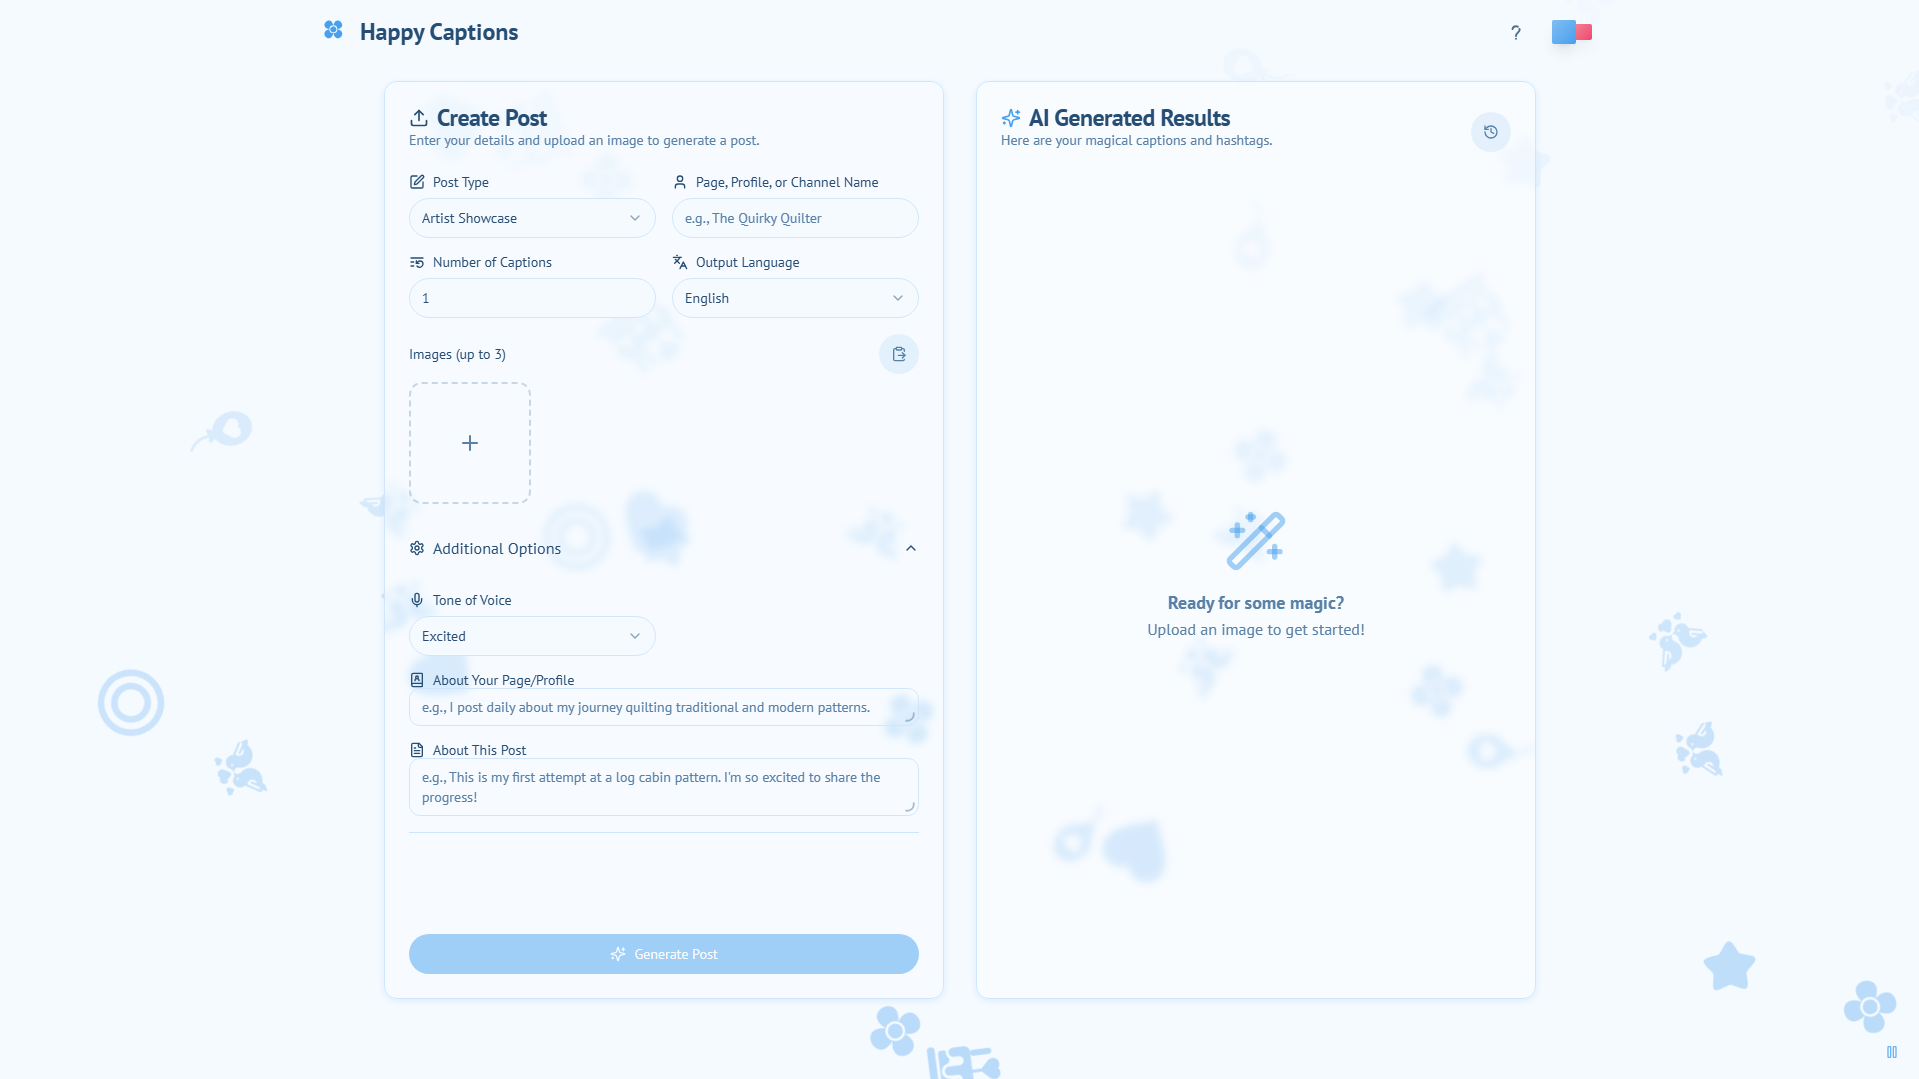 Happy Captions
Create Post
Enter your details and upload an image to generate a post.
Post Type
Page, Profile, or Channel Name
Artist Showcase
e.g., The Quirky Quilter
Number of Captions
Output Language
1
English
Images (up to 3)
Additional Options
Tone of Voice
Excited
About Your Page/Profile
e.g., I post daily about my journey quilting traditional and modern patterns.
About This Post
e.g., This is my first attempt at a log cabin pattern. I'm so excited to share the
progress!
Generate Post
AI Generated Results
Here are your magical captions and hashtags.
Ready for some magic?
Upload an image to get started!